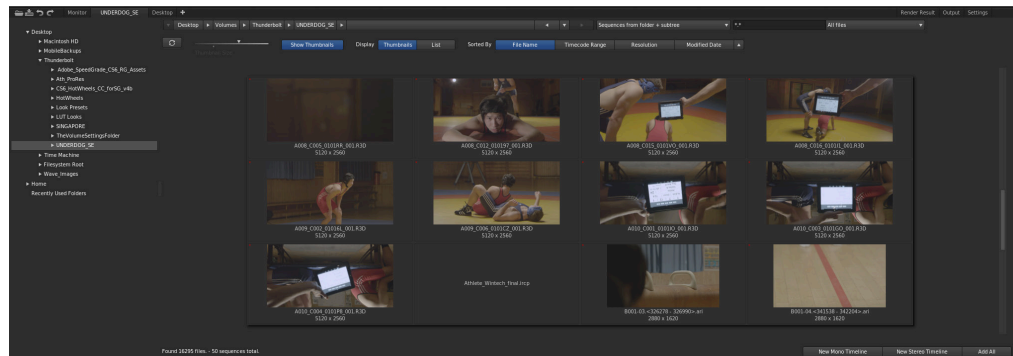 Monitor UNDERDOG_SE Desktop +
Render Result Output Settings
Desktop Volumes Thunderbolt UNDERDOG_SE
Sequences from folder + subtree *.* All files
Show Thumbnails Display Thumbnails List Sorted By File Name Timecode Range Resolution Modified Date
Desktop
Macintosh HD
MobileBackups
Thunderbolt
Adobe_SpeedGrade_CS6_RG_Assets
Ath_ProRes
CS6_HotWheels_CC_forSG_v4b
HotWheels
Look Presets
LUT Looks
SINGAPORE
TheVolumeSettingsFolder
UNDERDOG_SE
Time Machine
Filesystem Root
Wave_Images
Home
Recently Used Folders
A008_C005_0101RR_001.R3D
5120 x 2560
A008_C012_010197_001.R3D
5120 x 2560
A008_C015_0101VO_001.R3D
5120 x 2560
A008_C016_0101J1_001.R3D
5120 x 2560
A009_C002_01016L_001.R3D
5120 x 2560
A009_C006_0101CZ_001.R3D
5120 x 2560
A010_C001_0101IO_001.R3D
5120 x 2560
A010_C003_0101GO_001.R3D
5120 x 2560
A010_C004_0101P8_001.R3D
5120 x 2560
Athlete_Wintech_final.ircp
B001-03.<326278 - 326990>.ari
2880 x 1620
B001-04.<341538 - 342204>.ari
2880 x 1620
Found 16295 files. - 50 sequences total.
New Mono Timeline New Stereo Timeline Add All